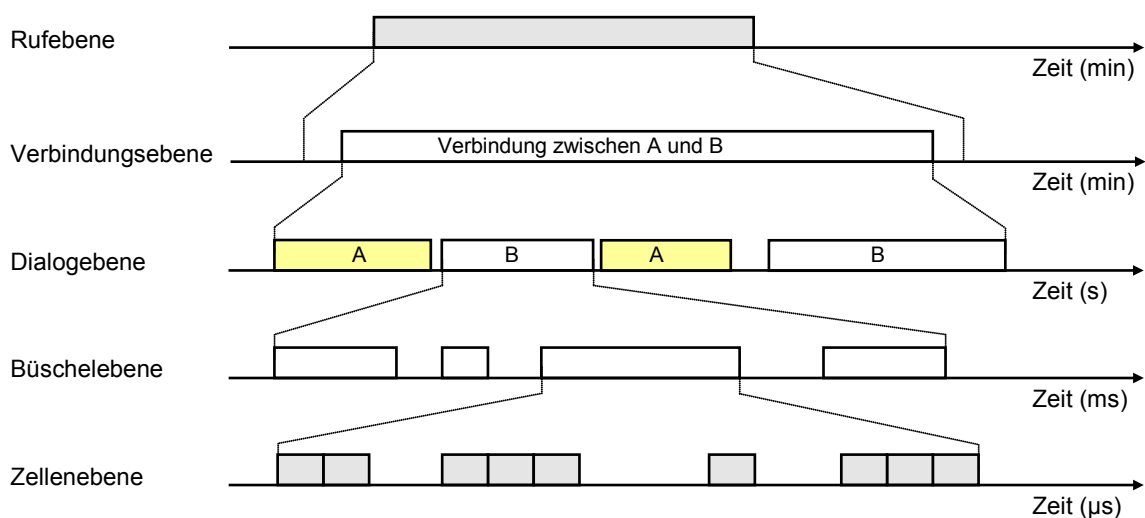 Rufebene
Zeit (min)
Verbindungsebene
Verbindung zwischen A und B
Zeit (min)
Dialogebene
A
B
A
B
Zeit (s)
Büschelebene
Zeit (ms)
Zellenebene
Zeit (µs)